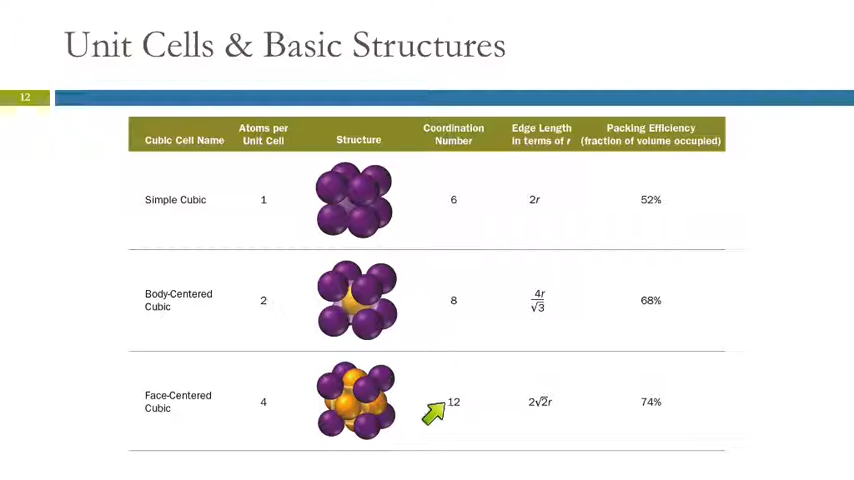 Unit Cells & Basic Structures
12
Cubic Cell Name
Atoms per
Unit Cell
Structure
Coordination
Number
Edge Length
in terms of r
Packing Efficiency
(fraction of volume occupied)
Simple Cubic
1
6
2r
52%
Body-Centered
Cubic
2
8
4r
√3
68%
Face-Centered
Cubic
4
12
2√2r
74%